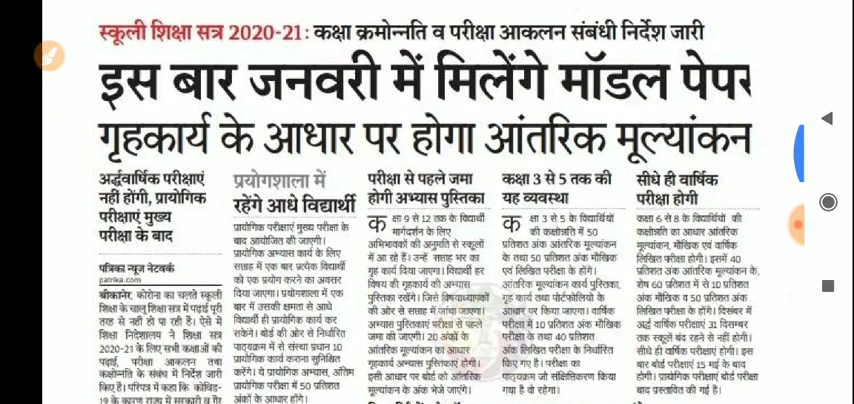 स्कूली शिक्षा सत्र 2020-21: कक्षा क्रमोन्नति व परीक्षा आकलन संबंधी निर्देश जारी
इस बार जनवरी में मिलेंगे मॉडल पेपर
गृहकार्य के आधार पर होगा आंतरिक मूल्यांकन
अर्द्धवार्षिक परीक्षाएं
नहीं होंगी, प्रायोगिक
परीक्षाएं मुख्य
परीक्षा के बाद
पत्रिका न्यूज नेटवर्क
patrika.com
बीकानेर. कोरोना का चलते स्कूली
शिक्षा के चालू शिक्षा सत्र में पढ़ाई पूरी
तरह से नहीं हो पा रही है। ऐसे में
शिक्षा निदेशालय ने शिक्षा सत्र
2020-21 के लिए सभी कक्षाओं की
पढ़ाई, परीक्षा आकलन तथा
कक्षोन्नति के संबंध में निर्देश जारी
किए हैं। परिपत्र में कहा कि कोविड-
19 के कारण राज्य में सरकारी व गैर
प्रयोगशाला में
रहेंगे आधे विद्यार्थी
प्रायोगिक परीक्षाएं मुख्य परीक्षा के
बाद आयोजित की जाएगी।
प्रायोगिक अभ्यास कार्य के लिए
सप्ताह में एक बार प्रत्येक विद्यार्थी
को एक प्रयोग करने का अवसर
दिया जाएगा। प्रयोगशाला में एक
बार में उसकी क्षमता से आधे
विद्यार्थी ही प्रायोगिक कार्य कर
सकेंगे। बोर्ड की ओर से निर्धारित
पाठ्यक्रम में से संस्था प्रधान 10
प्रायोगिक कार्य कराना सुनिश्चित
करेंगे। ये प्रायोगिक अभ्यास, अंतिम
प्रायोगिक परीक्षा में 50 प्रतिशत
अंकों के आधार होंगे।
परीक्षा से पहले जमा
होगी अभ्यास पुस्तिका
कक्षा 9 से 12 तक के विद्यार्थी
मार्गदर्शन के लिए
अभिभावकों की अनुमति से स्कूलों
में आ रहे हैं। उन्हें सप्ताह भर का
गृह कार्य दिया जाएगा। विद्यार्थी हर
विषय की गृहकार्य की अभ्यास
पुस्तिका रखेंगे। जिसे विषयाध्यापकों
की ओर से सप्ताह में जांचा जाएगा।
अभ्यास पुस्तिकाएं परीक्षा से पहले
जमा की जाएगी। 20 अंकों के
आंतरिक मूल्यांकन का आधार
गृहकार्य अभ्यास पुस्तिकाएं होंगी।
इसी आधार पर बोर्ड को आंतरिक
मूल्यांकन के अंक भेजे जाएंगे।
कक्षा 3 से 5 तक की
यह व्यवस्था
कक्षा 3 से 5 के विद्यार्थियों
की कक्षोन्नति में 50
प्रतिशत अंक आंतरिक मूल्यांकन
के तथा 50 प्रतिशत अंक मौखिक
एवं लिखित परीक्षा के होंगे।
आंतरिक मूल्यांकन कार्य पुस्तिका,
गृह कार्य तथा पोर्टफोलियो के
आधार पर किया जाएगा। वार्षिक
परीक्षा में 10 प्रतिशत अंक मौखिक
परीक्षा के तथा 40 प्रतिशत
अंक लिखित परीक्षा के निर्धारित
किए गए है। परीक्षा का
पाठ्यक्रम जो संक्षिप्तिकरण किया
गया है वो रहेगा।
सीधे ही वार्षिक
परीक्षा होगी
कक्षा 6 से 8 के विद्यार्थियों की
कक्षोन्नति का आधार आंतरिक
मूल्यांकन, मौखिक एवं वार्षिक
लिखित परीक्षा होगी। इसमें 40
प्रतिशत अंक आंतरिक मूल्यांकन के,
शेष 60 प्रतिशत में से 10 प्रतिशत
अंक मौखिक व 50 प्रतिशत अंक
लिखित परीक्षा के होंगे। दिसंबर में
अर्द्ध वार्षिक परीक्षाएं 31 दिसम्बर
तक स्कूलें बंद रहने से नहीं होगी।
सीधे ही वार्षिक परीक्षाएं होगी। इस
बार बोर्ड परीक्षाएं 15 मई के बाद
होगी। प्रायोगिक परीक्षाएं बोर्ड परीक्षा
बाद प्रस्तावित की गई है।